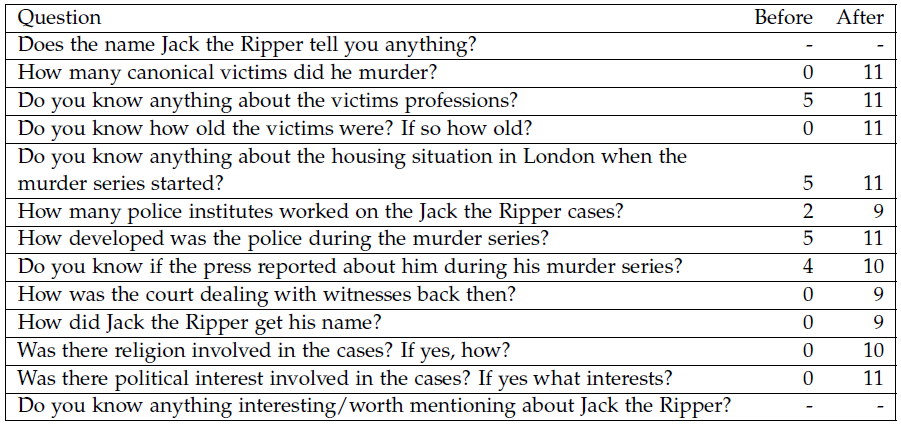 Question Before After
Does the name Jack the Ripper tell you anything? - -
How many canonical victims did he murder? 0 11
Do you know anything about the victims professions? 5 11
Do you know how old the victims were? If so how old? 0 11
Do you know anything about the housing situation in London when the
murder series started? 5 11
How many police institutes worked on the Jack the Ripper cases? 2 9
How developed was the police during the murder series? 5 11
Do you know if the press reported about him during his murder series? 4 10
How was the court dealing with witnesses back then? 0 9
How did Jack the Ripper get his name? 0 9
Was there religion involved in the cases? If yes, how? 0 10
Was there political interest involved in the cases? If yes what interests? 0 11
Do you know anything interesting/worth mentioning about Jack the Ripper? - -